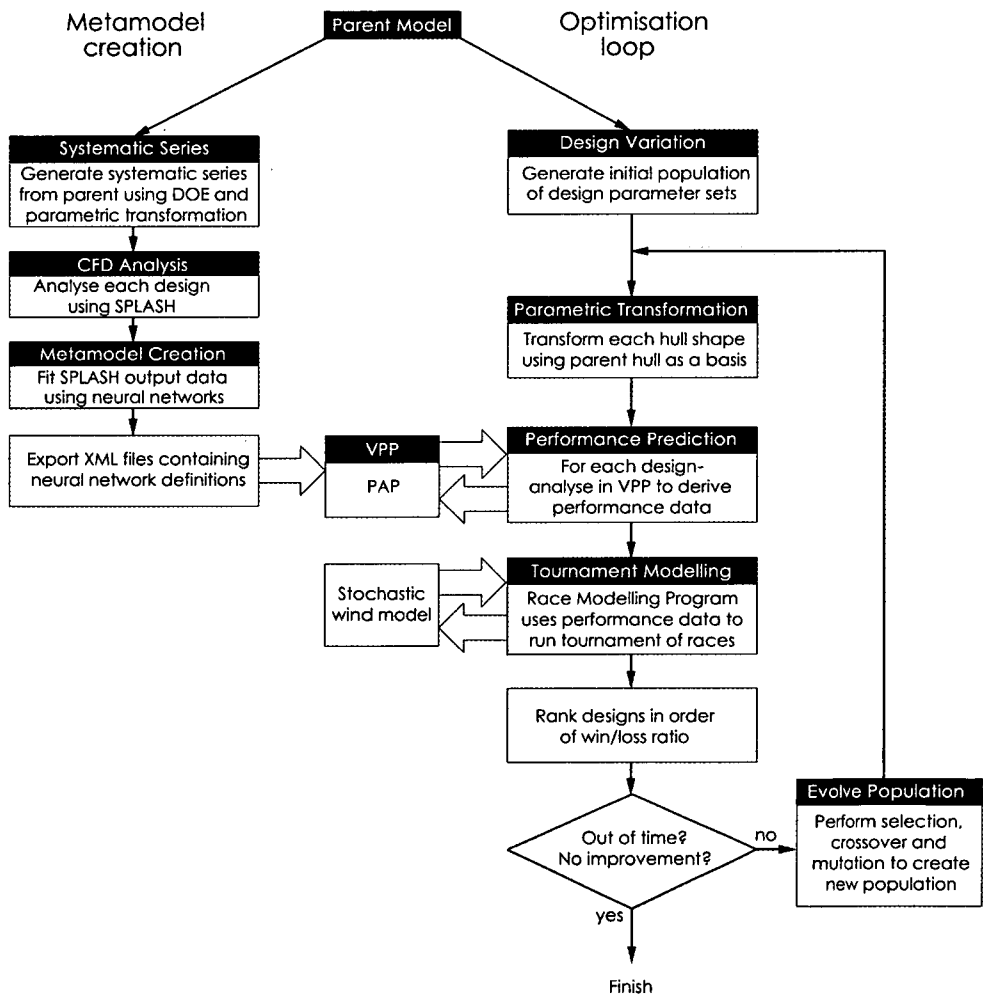 Metamodel
creation
Parent Model
Optimisation
loop
Systematic Series
Generate systematic series
from parent using DOE and
parametric transformation
CFD Analysis
Analyse each design
using SPLASH
Metamodel Creation
Fit SPLASH output data
using neural networks
Export XML files containing
neural network definitions
VPP
PAP
Stochastic
wind model
Design Variation
Generate initial population
of design parameter sets
Parametric Transformation
Transform each hull shape
using parent hull as a basis
Performance Prediction
For each design-
analyse in VPP to derive
performance data
Tournament Modelling
Race Modelling Program
uses performance data to
run tournament of races
Rank designs in order
of win/loss ratio
Out of time?
No improvement?
no
yes
Evolve Population
Perform selection,
crossover and
mutation to create
new population
Finish